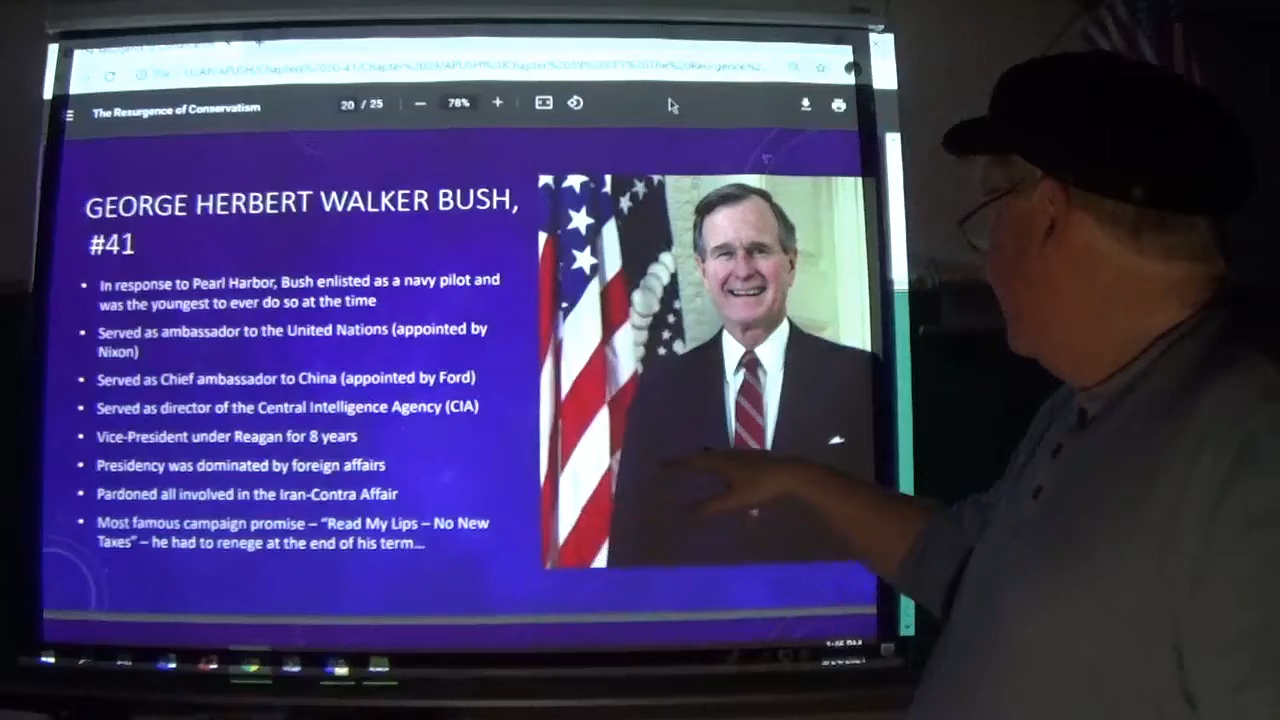 The Resurgence of Conservatism
20 / 25
78%
GEORGE HERBERT WALKER BUSH,
#41
• In response to Pearl Harbor, Bush enlisted as a navy pilot and
was the youngest to ever do so at the time
• Served as ambassador to the United Nations (appointed by
Nixon)
• Served as Chief ambassador to China (appointed by Ford)
• Served as director of the Central Intelligence Agency (CIA)
• Vice-President under Reagan for 8 years
• Presidency was dominated by foreign affairs
• Pardoned all involved in the Iran-Contra Affair
• Most famous campaign promise – “Read My Lips – No New
Taxes” – he had to renege at the end of his term…